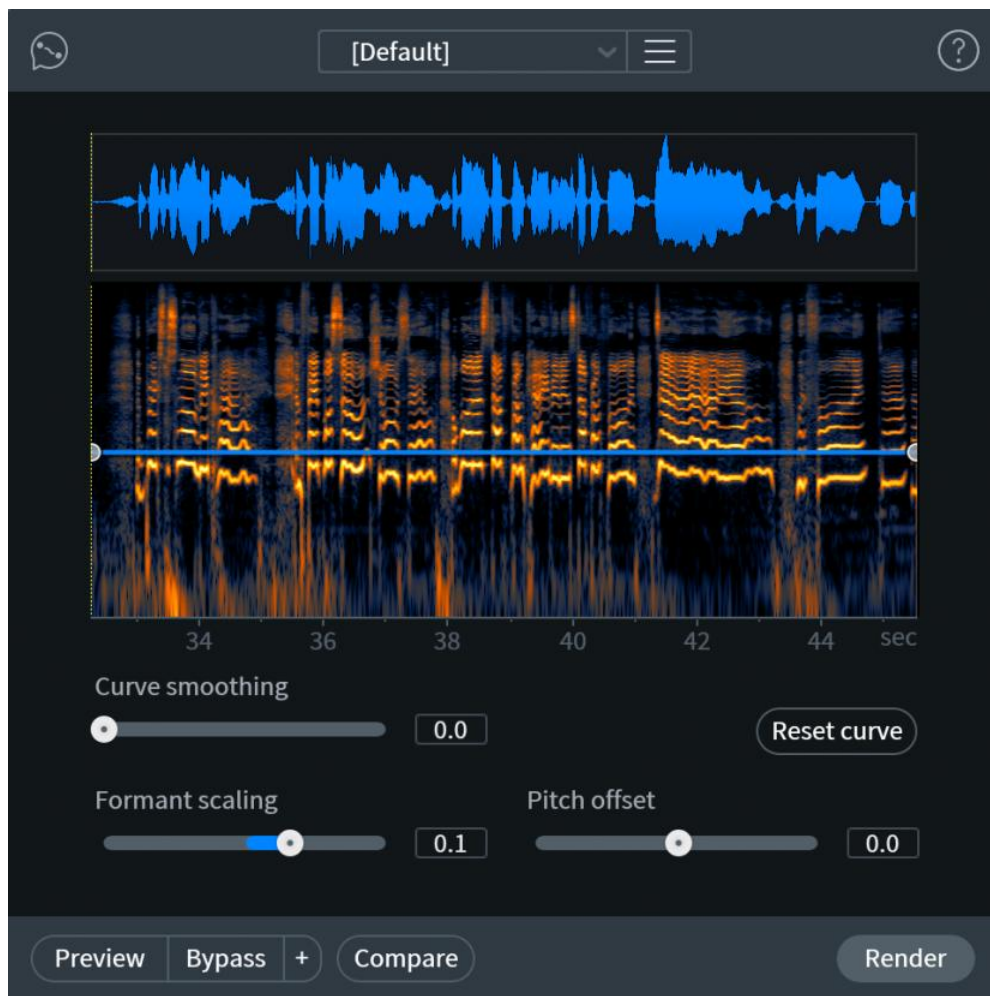 [Default]
?
34 36 38 40 42 44 sec
Curve smoothing
0.0
Reset curve
Formant scaling Pitch offset
0.1 0.0
Preview Bypass + Compare Render